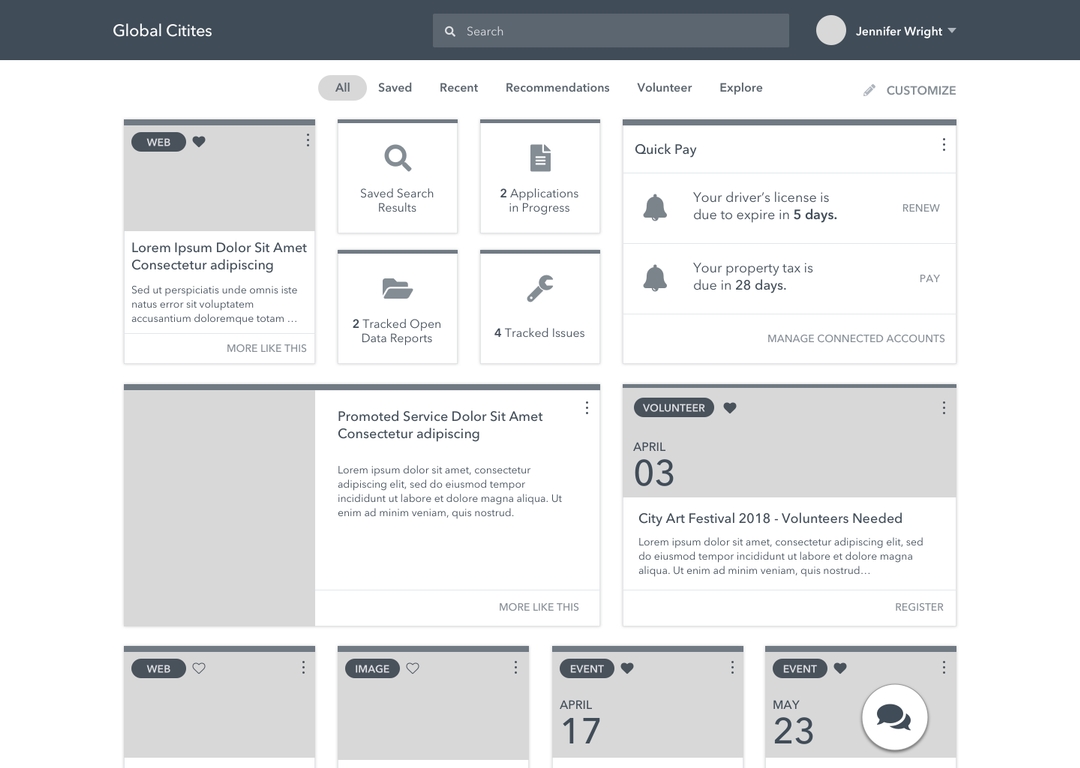 Global Citites
Search
Jennifer Wright
All
Saved
Recent
Recommendations
Volunteer
Explore
CUSTOMIZE
WEB
Lorem Ipsum Dolor Sit Amet
Consectetur adipiscing
Sed ut perspiciatis unde omnis iste
natus error sit voluptatem
accusantium doloremque totam ...
MORE LIKE THIS
Saved Search
Results
2 Applications
in Progress
2 Tracked Open
Data Reports
4 Tracked Issues
Quick Pay
Your driver's license is
due to expire in 5 days.
RENEW
Your property tax is
due in 28 days.
PAY
MANAGE CONNECTED ACCOUNTS
Promoted Service Dolor Sit Amet
Consectetur adipiscing
Lorem ipsum dolor sit amet, consectetur
adipiscing elit, sed do eiusmod tempor
incididunt ut labore et dolore magna aliqua. Ut
enim ad minim veniam, quis nostrud.
MORE LIKE THIS
VOLUNTEER
APRIL
03
City Art Festival 2018 - Volunteers Needed
Lorem ipsum dolor sit amet, consectetur adipiscing elit, sed
do eiusmod tempor incididunt ut labore et dolore magna
aliqua. Ut enim ad minim veniam, quis nostrud...
REGISTER
WEB
IMAGE
EVENT
APRIL
17
EVENT
MAY
23